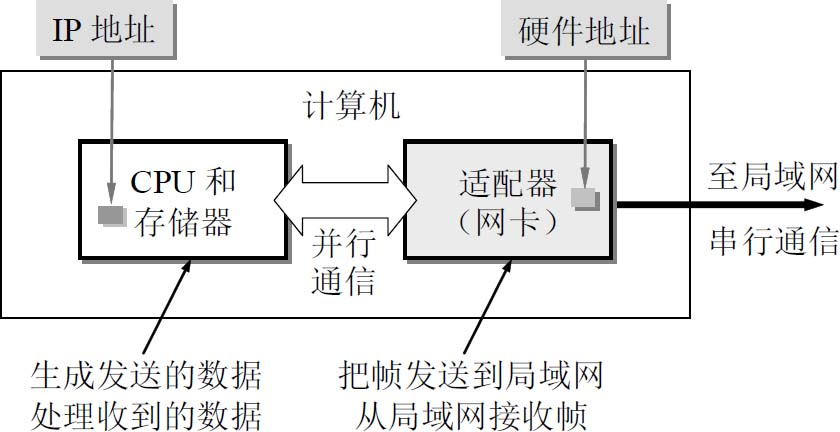 IP 地址
硬件地址
计算机
CPU 和
存储器
并行
通信
适配器
（网卡）
至局域网
串行通信
生成发送的数据
处理收到的数据
把帧发送到局域网
从局域网接收帧